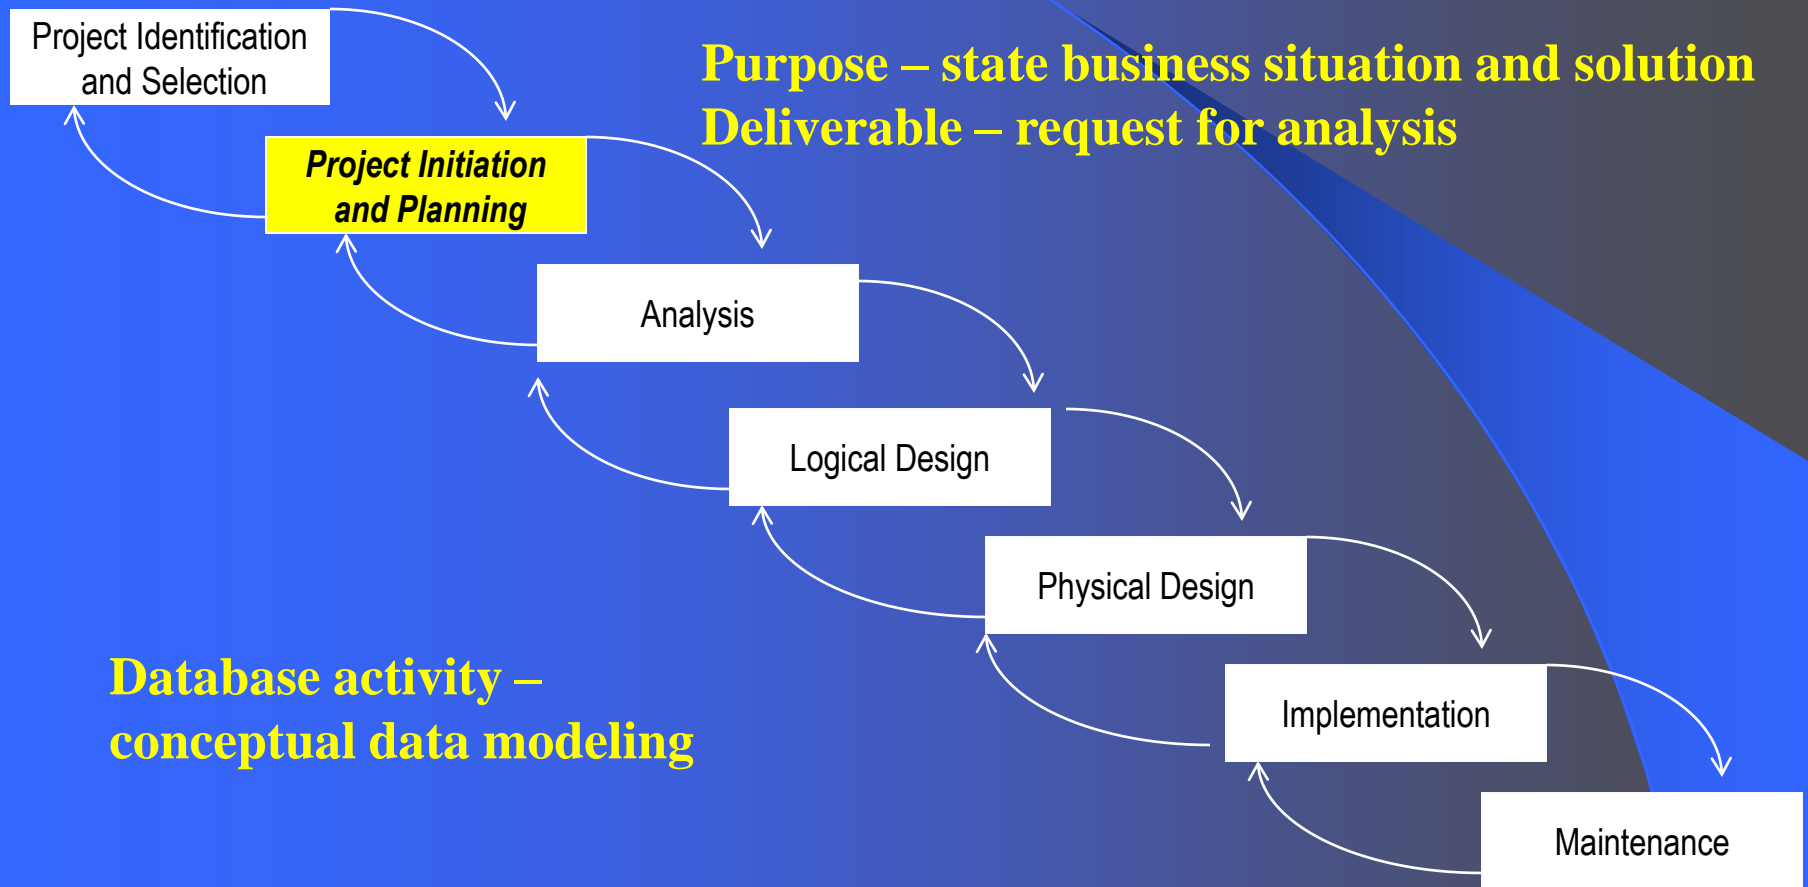 Project Identification
and Selection
Purpose – state business situation and solution
Deliverable – request for analysis
Project Initiation
and Planning
Analysis
Logical Design
Physical Design
Database activity –
conceptual data modeling
Implementation
Maintenance